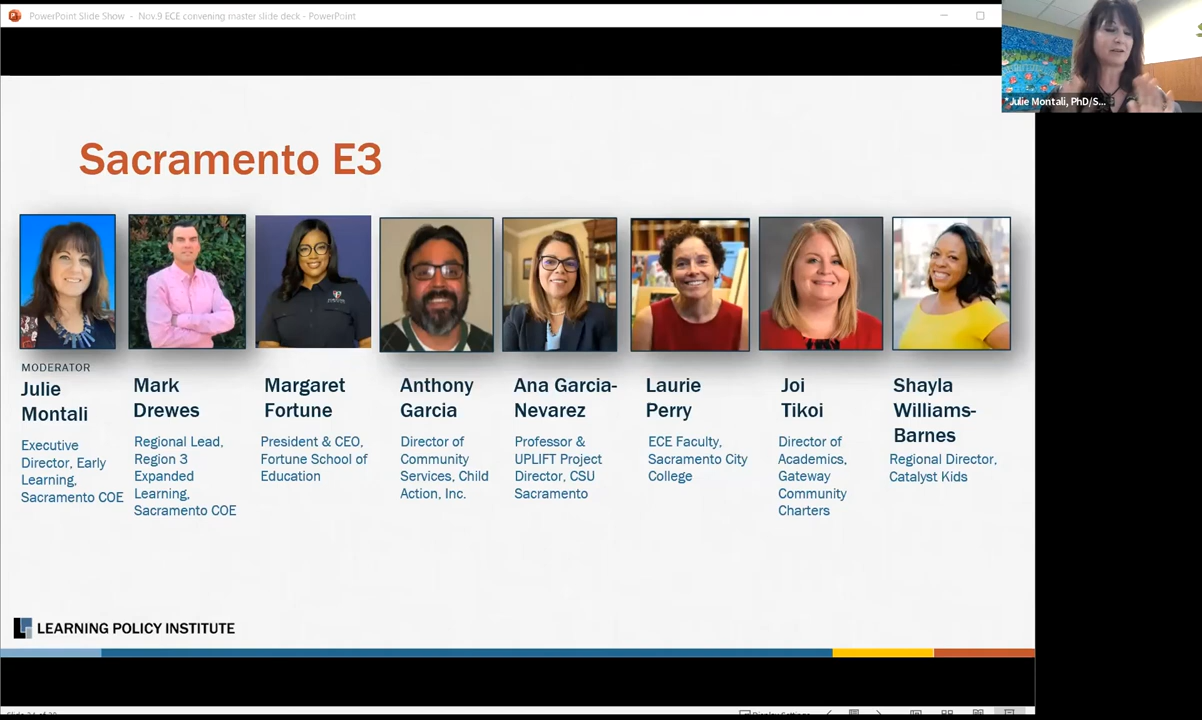 PowerPoint Slide Show - Nov.9 ECE convening master slide deck - PowerPoint
*Julie Montali, PhD/S...
Sacramento E3
MODERATOR
Julie
Montali
Executive
Director, Early
Learning,
Sacramento COE
Mark
Drewes
Regional Lead,
Region 3
Expanded
Learning,
Sacramento COE
Margaret
Fortune
President & CEO,
Fortune School of
Education
Anthony
Garcia
Director of
Community
Services, Child
Action, Inc.
Ana Garcia-
Nevarez
Professor &
UPLIFT Project
Director, CSU
Sacramento
Laurie
Perry
ECE Faculty,
Sacramento City
College
Joi
Tikoi
Director of
Academics,
Gateway
Community
Charters
Shayla
Williams-
Barnes
Regional Director,
Catalyst Kids
LEARNING POLICY INSTITUTE
Display Settings